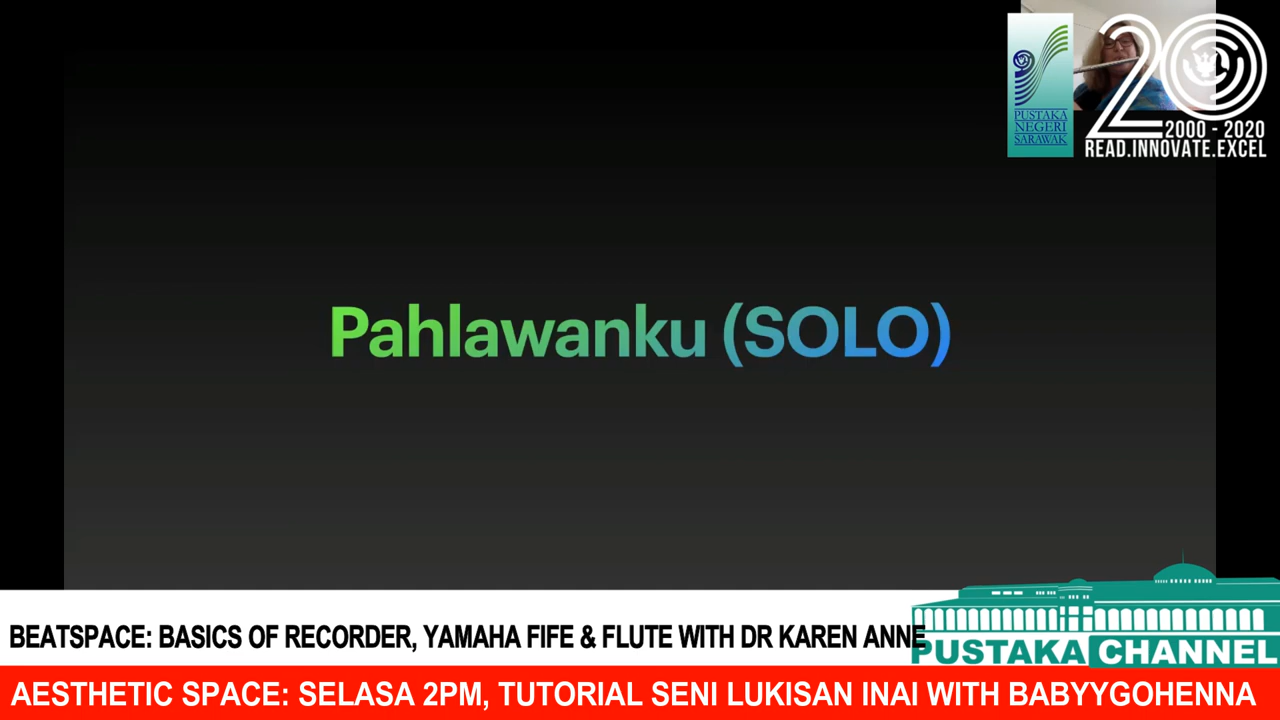 PUSTAKA
NEGERI
SARAWAK
20
2000 - 2020
READ.INNOVATE.EXCEL
Pahlawanku (SOLO)
BEATSPACE: BASICS OF RECORDER, YAMAHA FIFE & FLUTE WITH DR KAREN ANNE
PUSTAKA CHANNEL
AESTHETIC SPACE: SELASA 2PM, TUTORIAL SENI LUKISAN INAI WITH BABYYGOHENNA